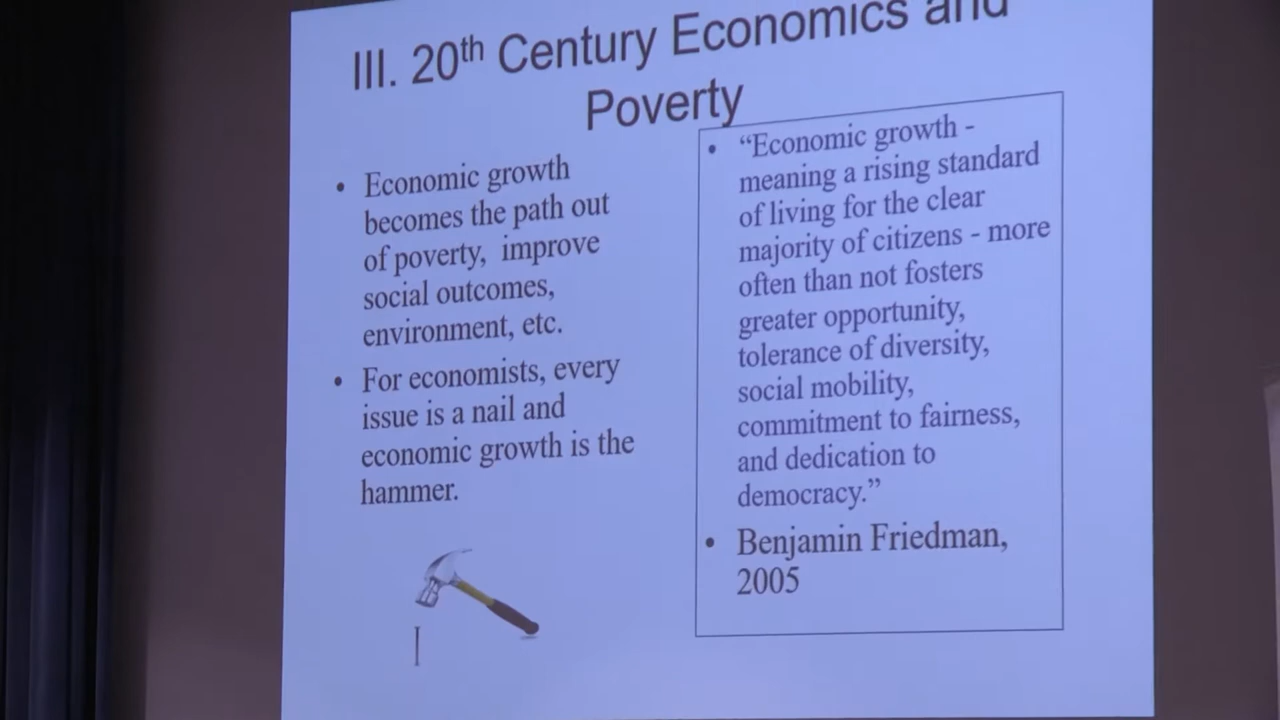 III. 20th Century Economics and
Poverty
• Economic growth
becomes the path out
of poverty, improve
social outcomes,
environment, etc.
• For economists, every
issue is a nail and
economic growth is the
hammer.
• “Economic growth -
meaning a rising standard
of living for the clear
majority of citizens - more
often than not fosters
greater opportunity,
tolerance of diversity,
social mobility,
commitment to fairness,
and dedication to
democracy.”
• Benjamin Friedman,
2005